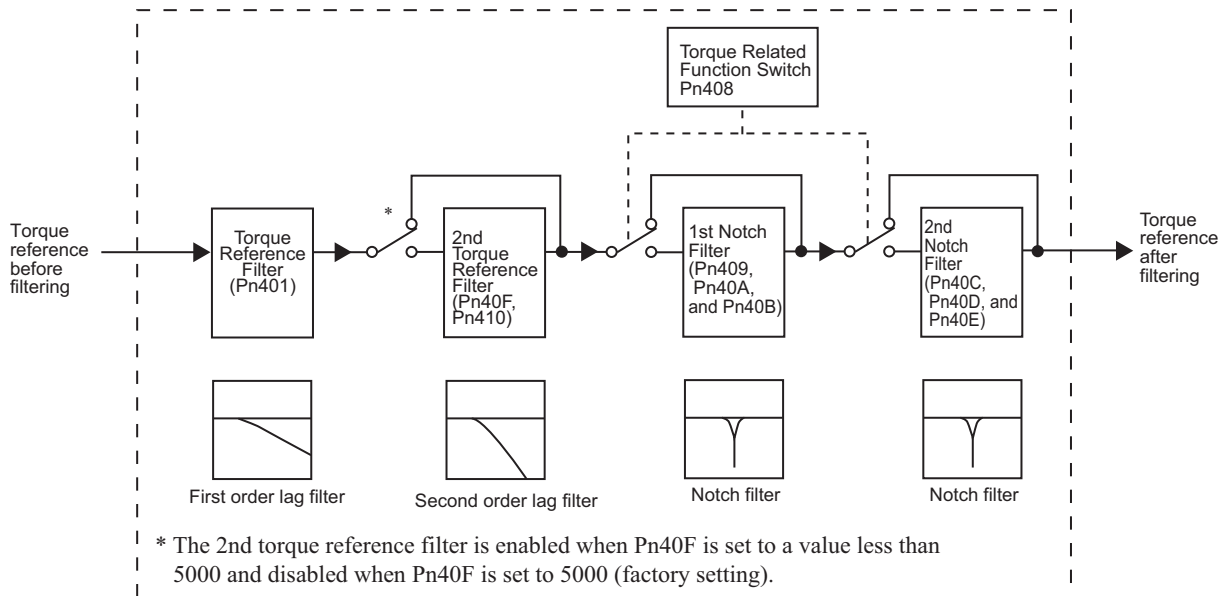 Torque Related
Function Switch
Pn408
*
Torque
reference
before
filtering
Torque
Reference
Filter
(Pn401)
2nd
Torque
Reference
Filter
(Pn40F,
Pn410)
1st Notch
Filter
(Pn409,
Pn40A,
and Pn40B)
2nd
Notch
Filter
(Pn40C,
Pn40D, and
Pn40E)
Torque
reference
after
filtering
First order lag filter
Second order lag filter
Notch filter
Notch filter
* The 2nd torque reference filter is enabled when Pn40F is set to a value less than
5000 and disabled when Pn40F is set to 5000 (factory setting).